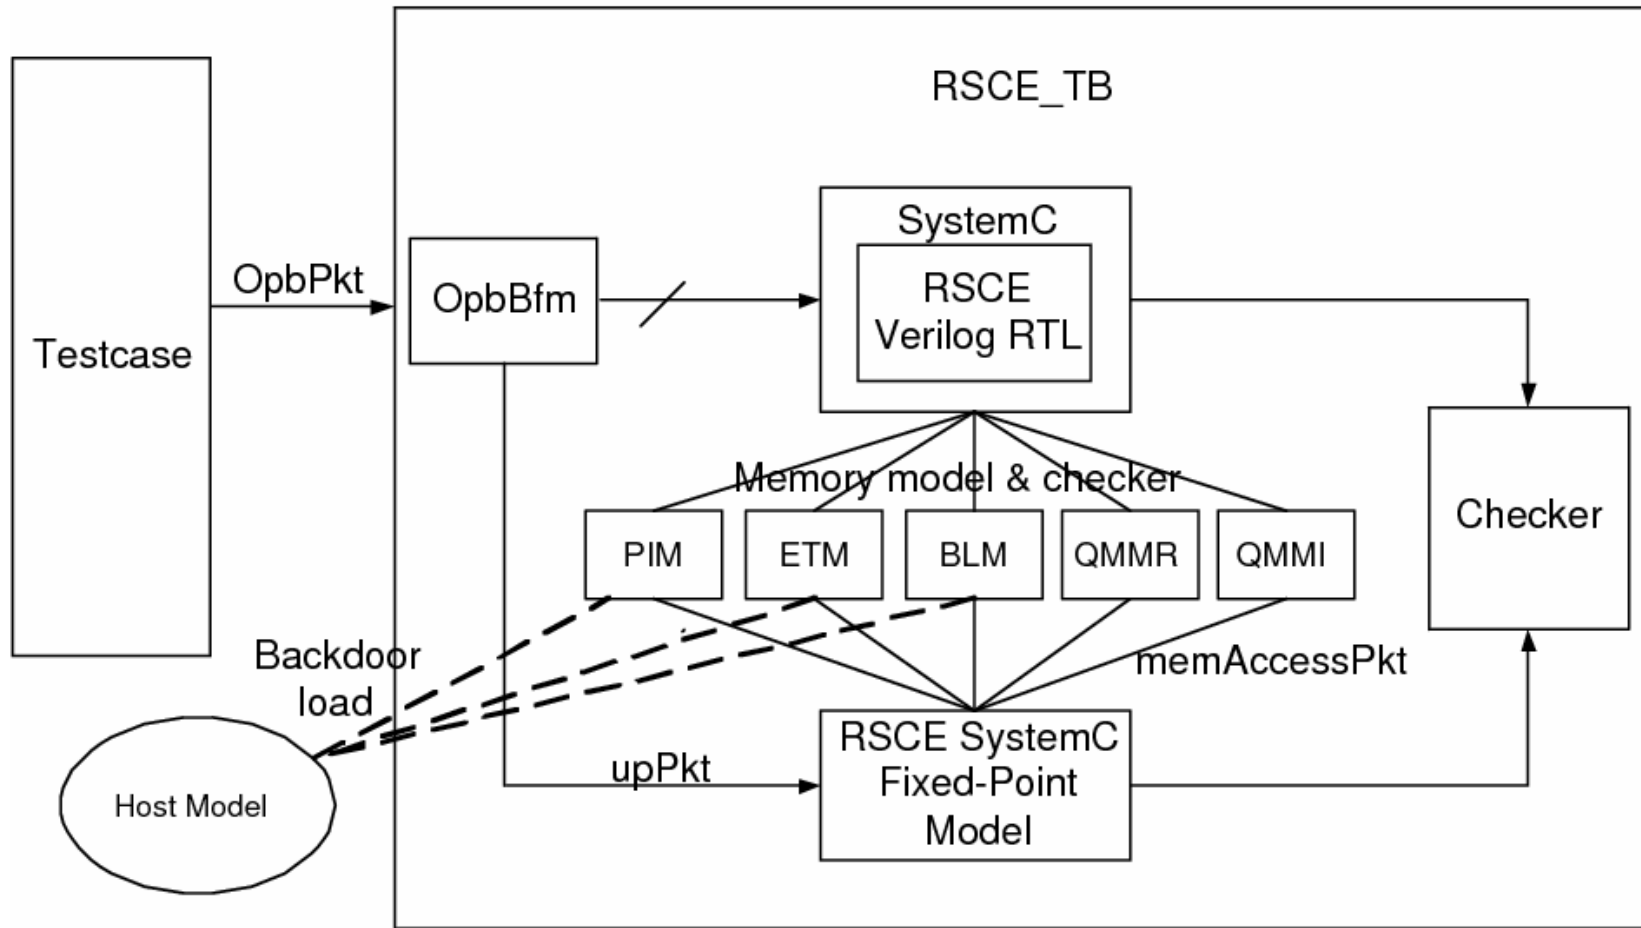 RSCE_TB
SystemC
OpbPkt
OpbBfm
RSCE
Verilog RTL
Testcase
Memory model & checker
Checker
PIM
ETM
BLM
QMMR
QMMI
Backdoor
load
memAccessPkt
upPkt
RSCE SystemC
Fixed-Point
Model
Host Model